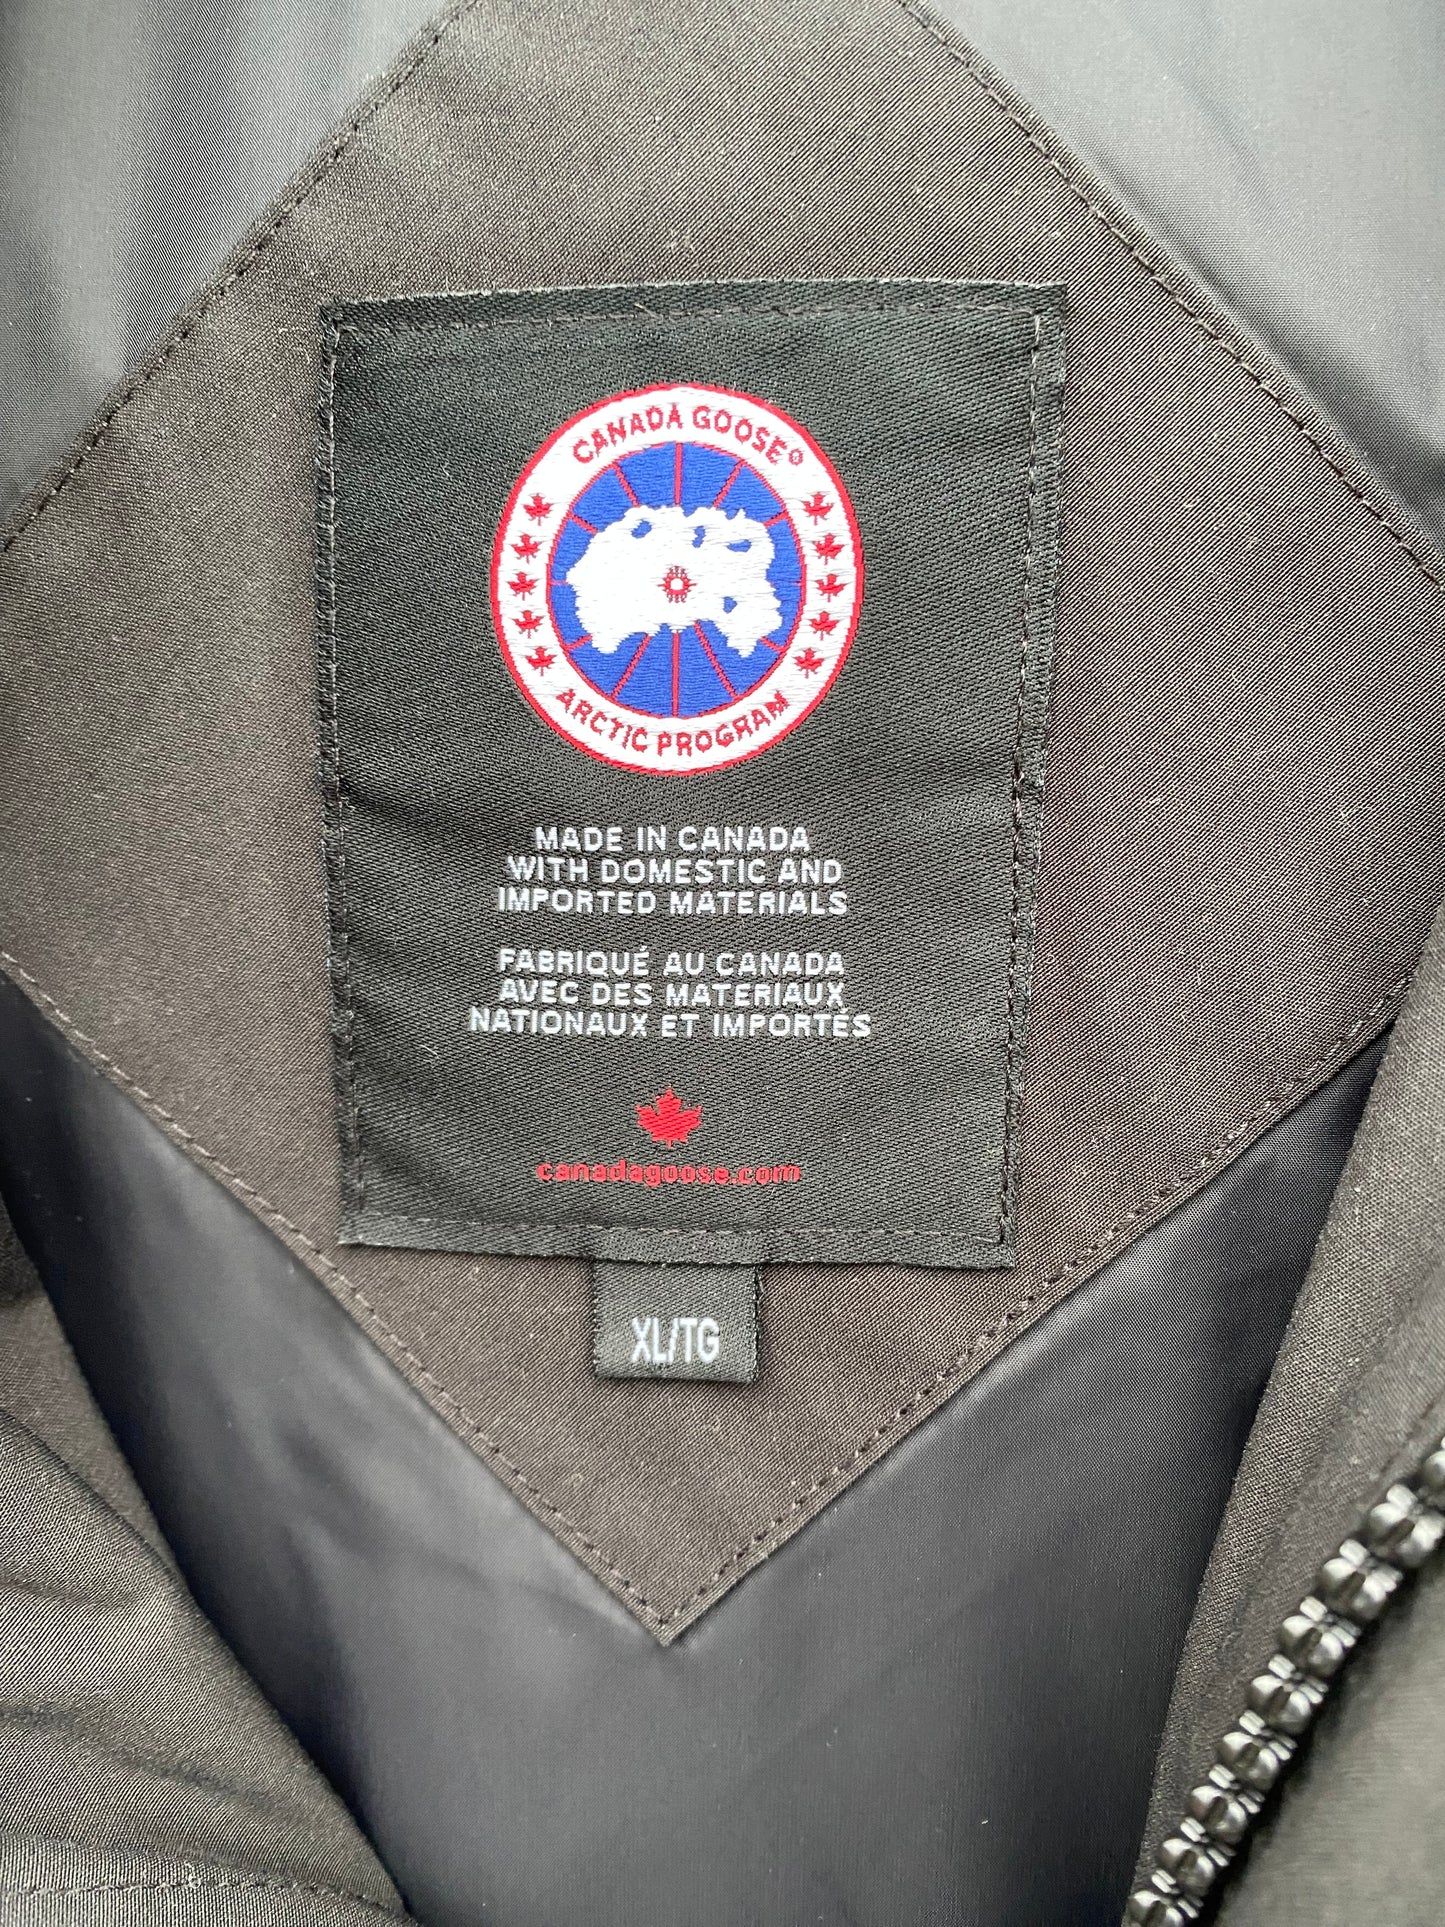 CANADA GOOSE®
ARCTIC PROGRAM
MADE IN CANADA
WITH DOMESTIC AND
IMPORTED MATERIALS
FABRIQUÉ AU CANADA
AVEC DES MATERIAUX
NATIONAUX ET IMPORTÉS
canadagoose.com
XL/TG